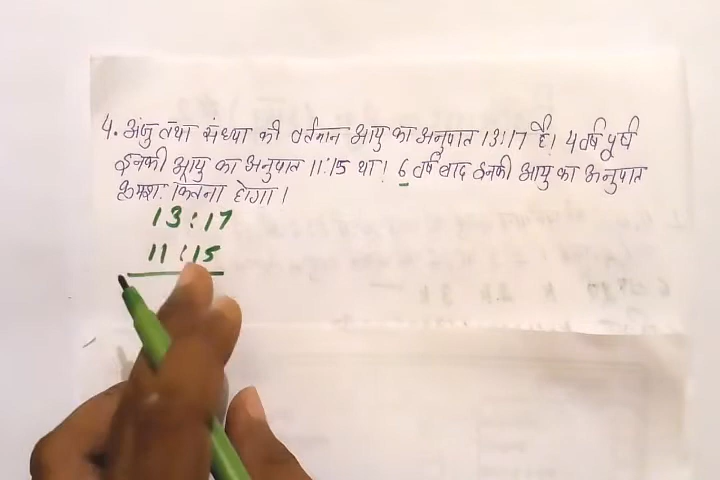 4. अंजु तथा संध्या की वर्तमान आयु का अनुपात 13:17 है। 4 वर्ष पूर्व
इनकी आयु का अनुपात 11:15 था। 6 वर्ष बाद इनकी आयु का अनुपात
क्रमशः कितना होगा।
13:17
11:15